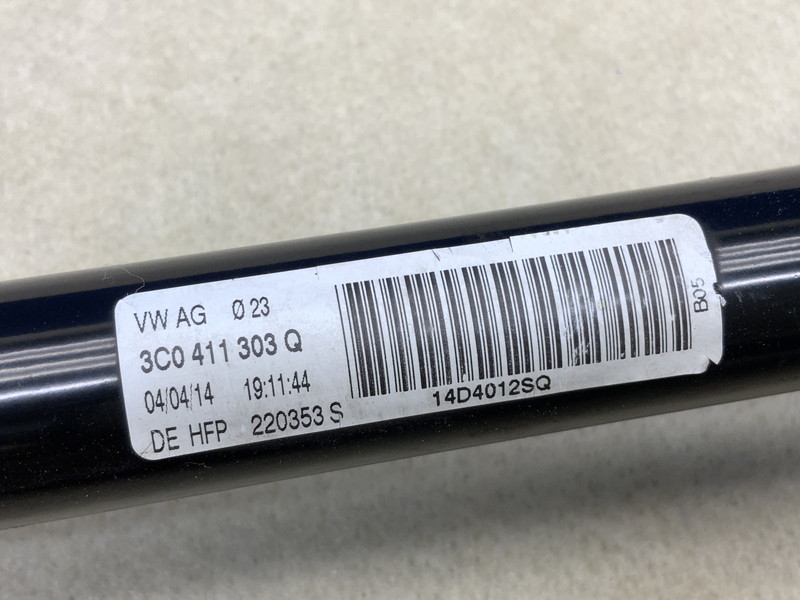 VW AG Ø 23
3C0 411 303 Q
04/04/14 19:11:44
DE HFP 220353 S
14D4012SQ
B05